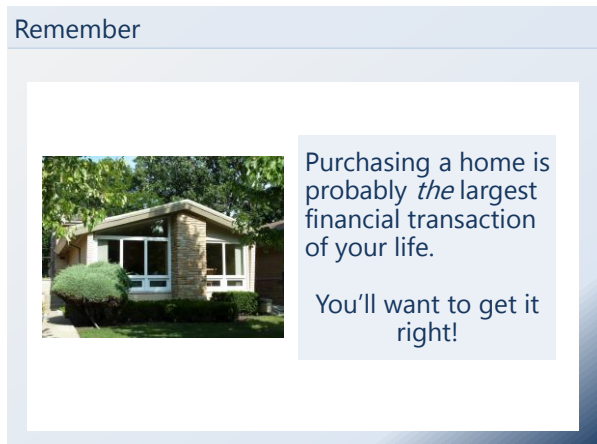 Remember
Purchasing a home is
probably the largest
financial transaction
of your life.
You'll want to get it
right!